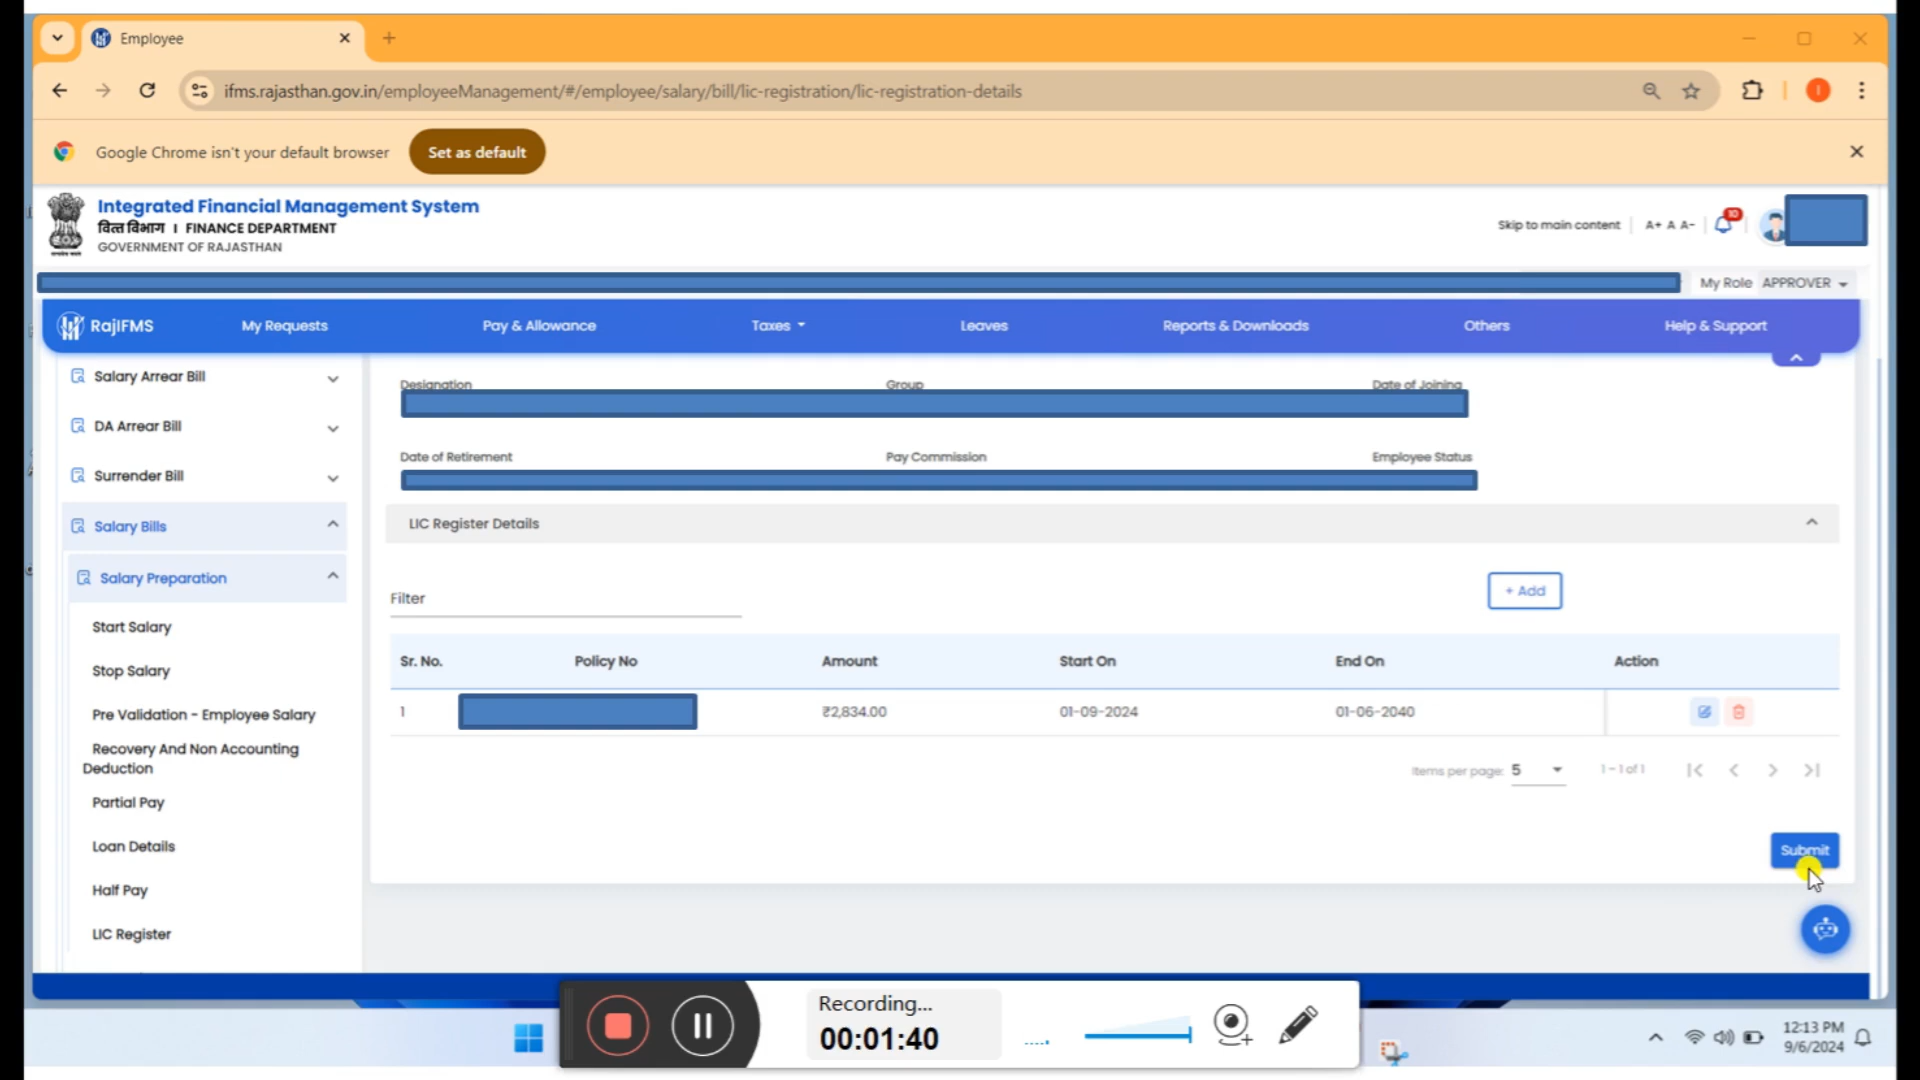 Employee
ifms.rajasthan.gov.in/employeeManagement/#/employee/salary/bill/lic-registration/lic-registration-details
Google Chrome isn't your default browser
Set as default
Integrated Financial Management System
वित्त विभाग I FINANCE DEPARTMENT
GOVERNMENT OF RAJASTHAN
Skip to main content
A+ A A-
10
My Role APPROVER
RajIFMS
My Requests
Pay & Allowance
Taxes
Leaves
Reports & Downloads
Others
Help & Support
Salary Arrear Bill
DA Arrear Bill
Surrender Bill
Salary Bills
Salary Preparation
Start Salary
Stop Salary
Pre Validation - Employee Salary
Recovery And Non Accounting
Deduction
Partial Pay
Loan Details
Half Pay
LIC Register
Designation Group Date of Joining
Date of Retirement Pay Commission Employee Status
LIC Register Details
Filter
+ Add
Sr. No. Policy No Amount Start On End On Action
1 ₹2,834.00 01-09-2024 01-06-2040
Items per page: 5 1 – 1 of 1
Submit
Recording...
00:01:40
12:13 PM
9/6/2024